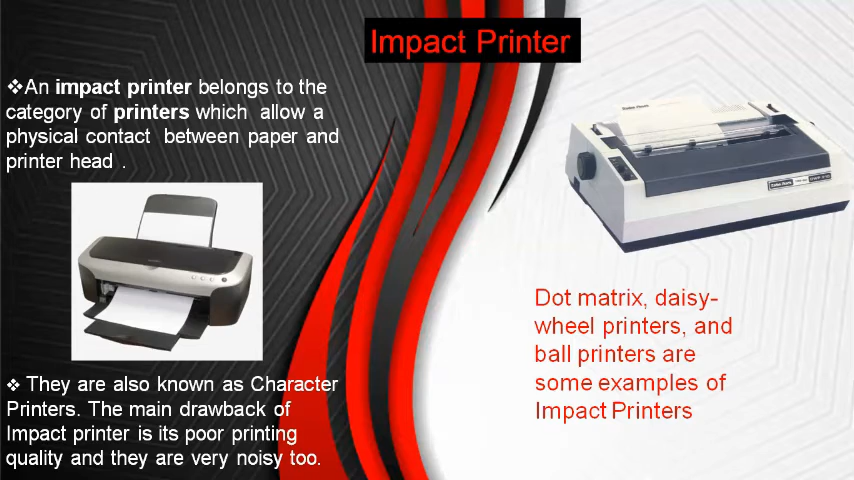 Impact Printer
❖An impact printer belongs to the
category of printers which allow a
physical contact between paper and
printer head .
❖ They are also known as Character
Printers. The main drawback of
Impact printer is its poor printing
quality and they are very noisy too.
Dot matrix, daisy-
wheel printers, and
ball printers are
some examples of
Impact Printers